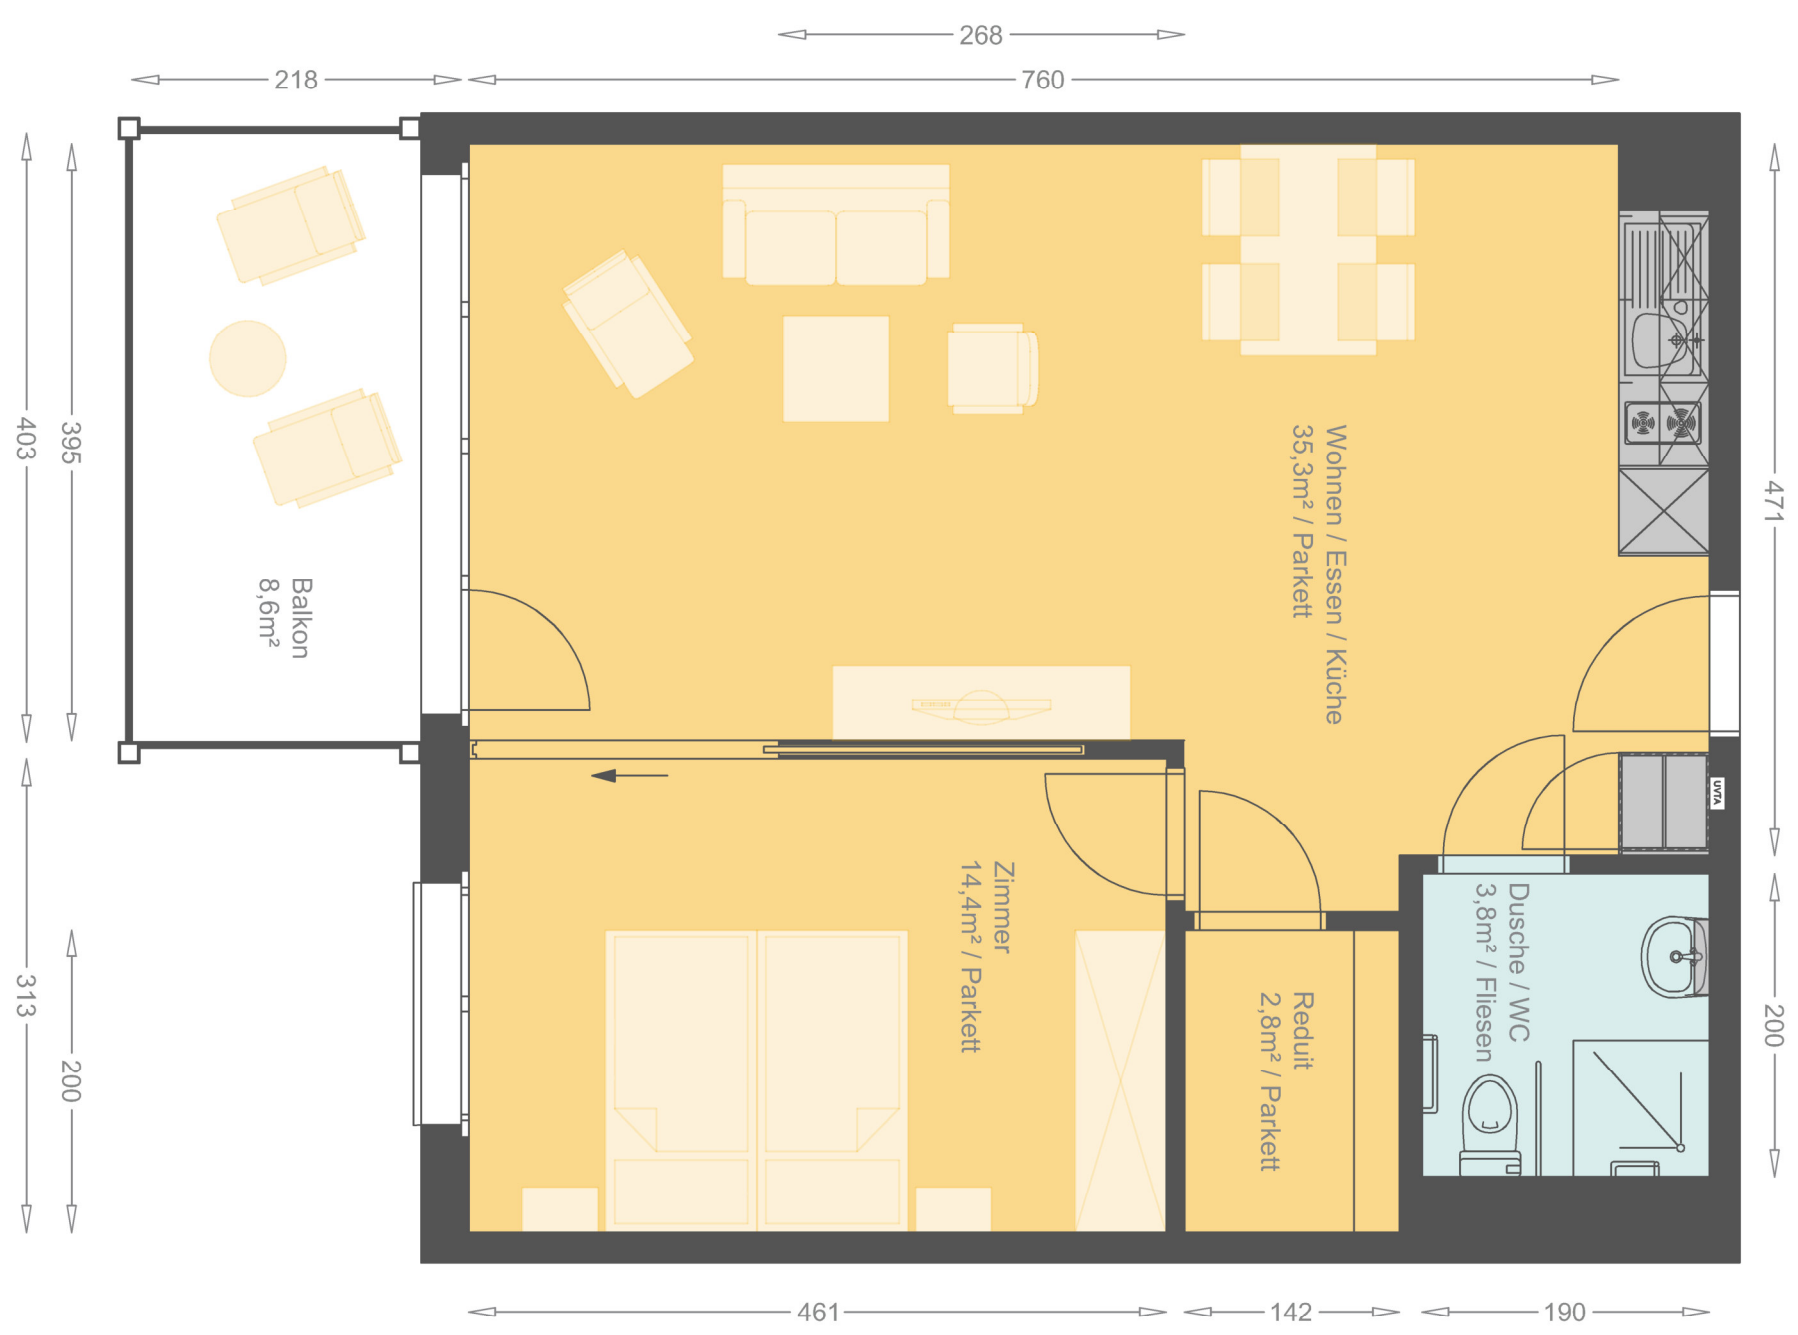 268
218
760
403
395
471
Wohnen / Essen / Küche
35,3m² / Parkett
Balkon
8,6m²
UVTA
Zimmer
14,4m² / Parkett
Dusche / WC
3,8m² / Fliesen
Reduit
2,8m² / Parkett
313
200
200
461
142
190